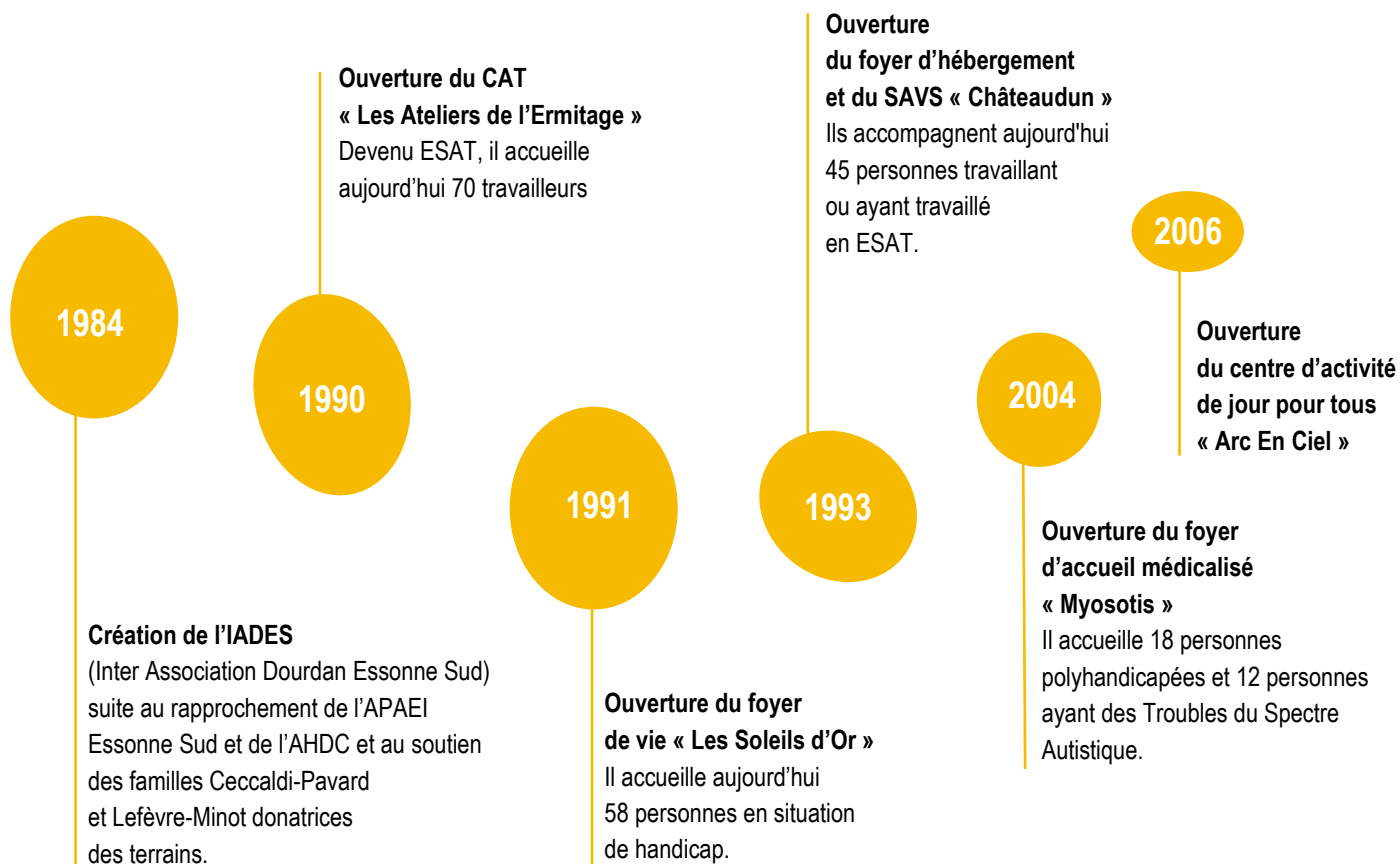 1984
Création de l’IADES
(Inter Association Dourdan Essonne Sud)
suite au rapprochement de l’APAEI
Essonne Sud et de l’AHDC et au soutien
des familles Ceccaldi-Pavard
et Lefèvre-Minot donatrices
des terrains.
Ouverture du CAT
« Les Ateliers de l’Ermitage »
Devenu ESAT, il accueille
aujourd’hui 70 travailleurs
1990
1991
Ouverture du foyer
de vie « Les Soleils d’Or »
Il accueille aujourd’hui
58 personnes en situation
de handicap.
Ouverture
du foyer d’hébergement
et du SAVS « Châteaudun »
Ils accompagnent aujourd'hui
45 personnes travaillant
ou ayant travaillé
en ESAT.
1993
2004
Ouverture du foyer
d’accueil médicalisé
« Myosotis »
Il accueille 18 personnes
polyhandicapées et 12 personnes
ayant des Troubles du Spectre
Autistique.
2006
Ouverture
du centre d’activité
de jour pour tous
« Arc En Ciel »